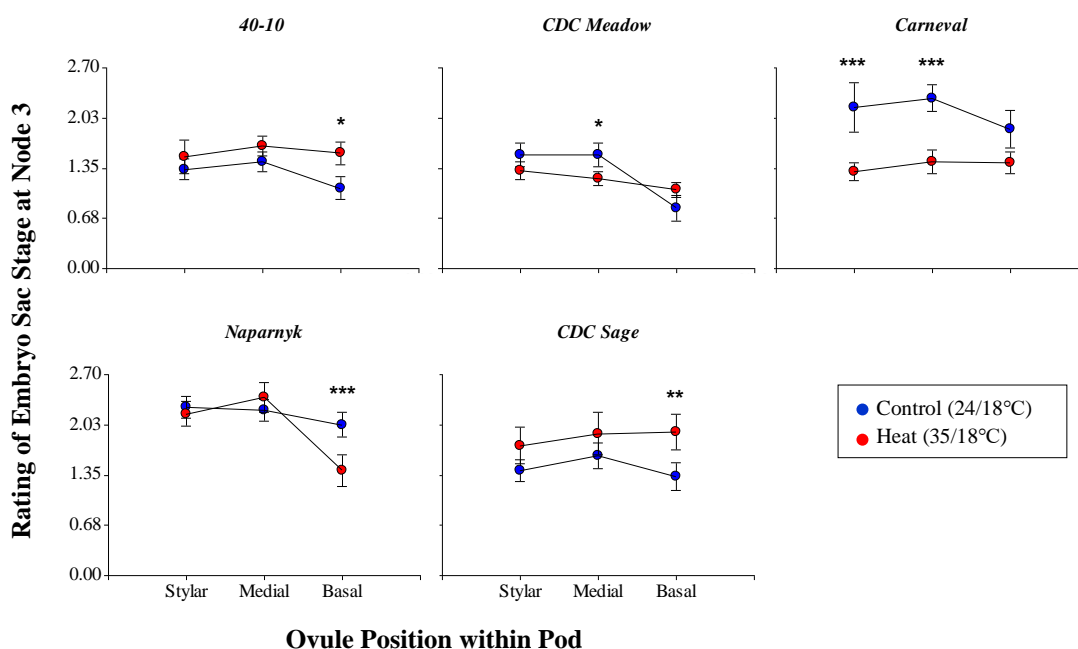 40-10
CDC Meadow
Carneval
Rating of Embryo Sac Stage at Node 3
2.70
2.03
1.35
0.68
0.00
*
*
***
***
Naparnyk
CDC Sage
2.70
2.03
1.35
0.68
0.00
***
**
Control (24/18°C)
Heat (35/18°C)
Stylar Medial Basal
Stylar Medial Basal
Ovule Position within Pod